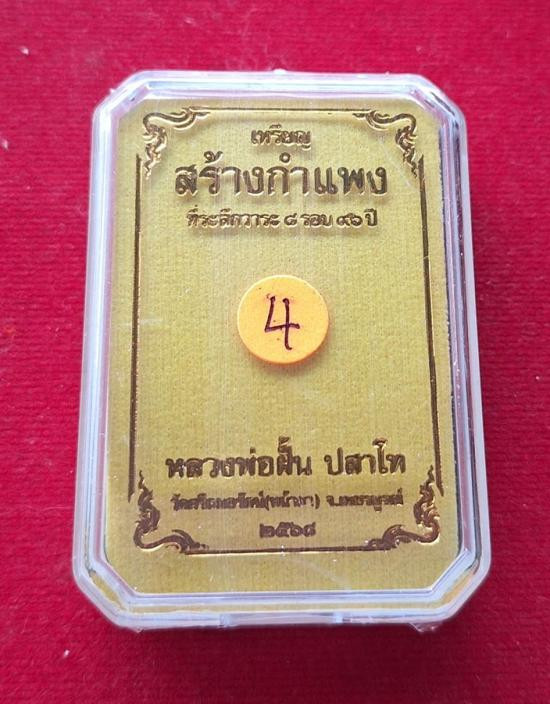 เหรียญ
สร้างกำแพง
ที่ระลึกวาระ ๘ รอบ ๙๖ ปี
4
หลวงพ่อฝั้น ปสาโท
จ.เพชรบูรณ์
๒๕๖๘